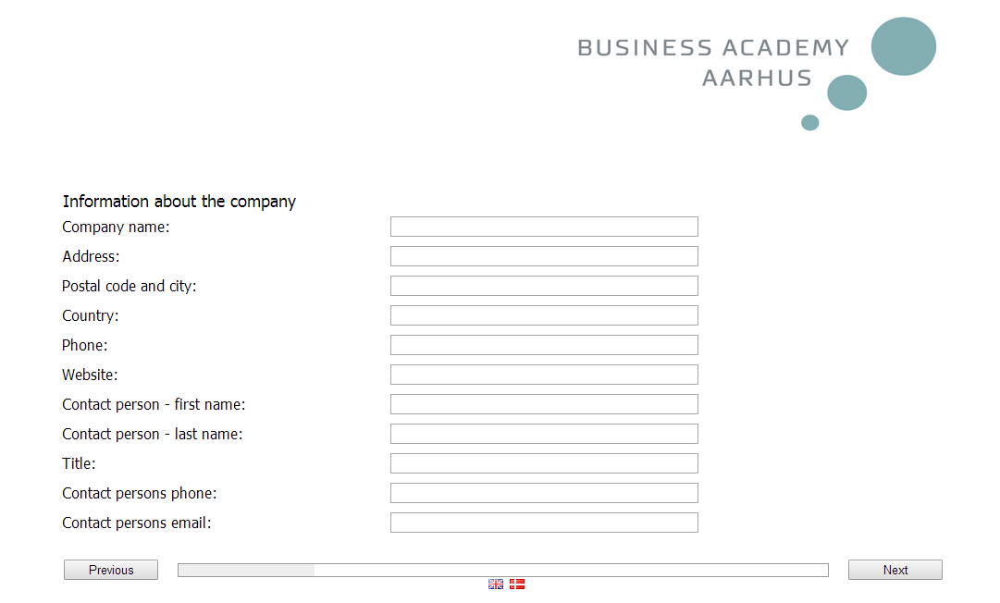 BUSINESS ACADEMY
AARHUS
Information about the company
Company name:
Address:
Postal code and city:
Country:
Phone:
Website:
Contact person - first name:
Contact person - last name:
Title:
Contact persons phone:
Contact persons email:
Previous
Next